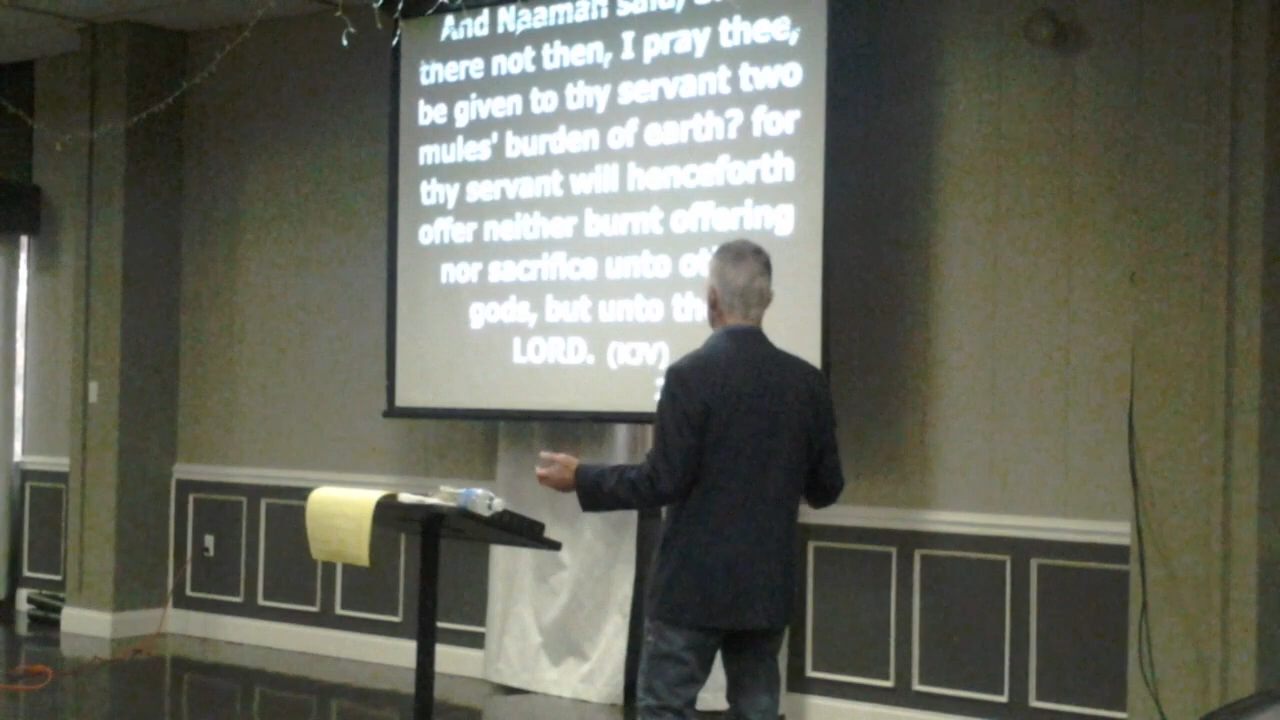 And Naaman said,
there not then, I pray thee,
be given to thy servant two
mules' burden of earth? for
thy servant will henceforth
offer neither burnt offering
nor sacrifice unto
gods, but unto
LORD. (KJV)